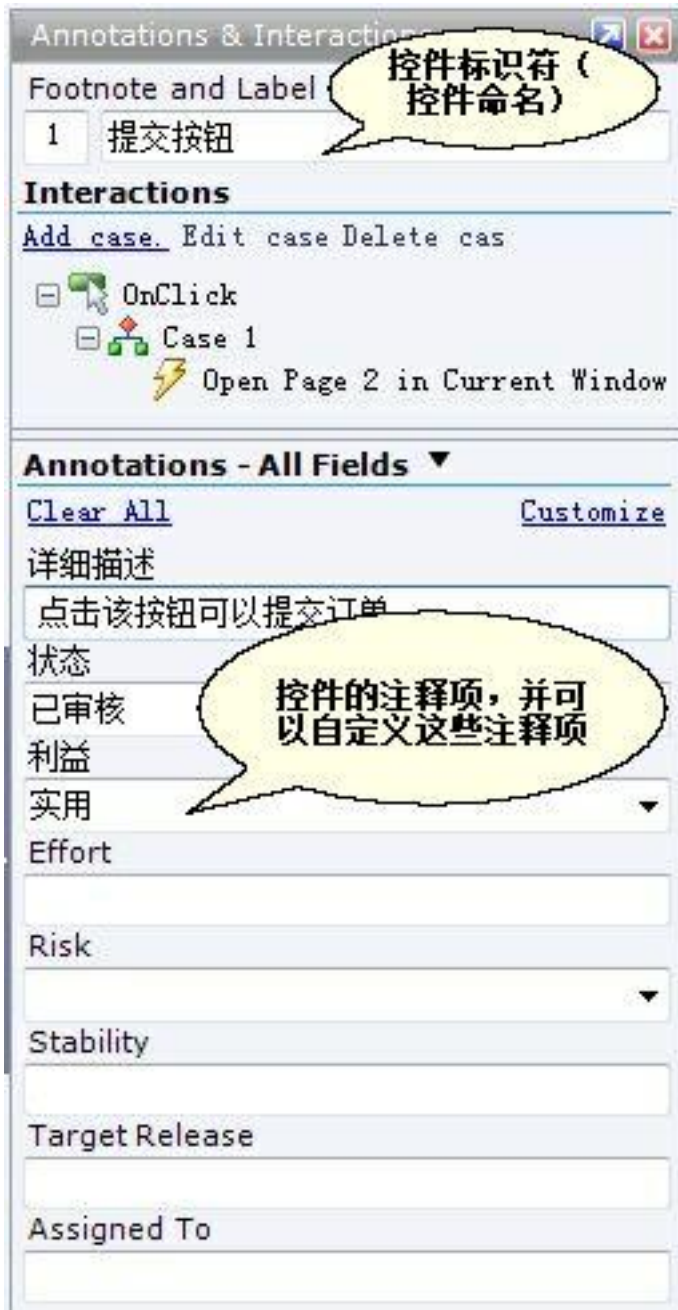 Annotations & Interactio
控件标识符（
控件命名）
Footnote and Label
1 提交按钮
Interactions
Add case. Edit case Delete cas
OnClick
Case 1
Open Page 2 in Current Window
Annotations - All Fields
Clear All Customize
详细描述
点击该按钮可以提交订单
状态
已审核
控件的注释项，并可
以自定义这些注释项
利益
实用
Effort
Risk
Stability
Target Release
Assigned To